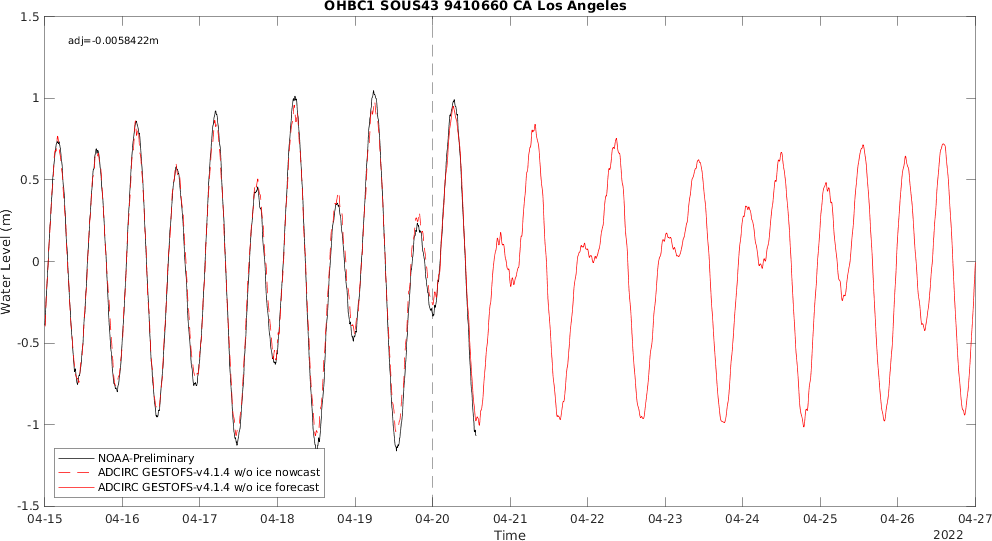 OHBC1 SOUS43 9410660 CA Los Angeles
1.5
adj=-0.0058422m
1
0.5
0
-0.5
-1
-1.5
Water Level (m)
NOAA-Preliminary
ADCIRC GESTOFS-v4.1.4 w/o ice nowcast
ADCIRC GESTOFS-v4.1.4 w/o ice forecast
04-15 04-16 04-17 04-18 04-19 04-20 04-21 04-22 04-23 04-24 04-25 04-26 04-27
Time
2022